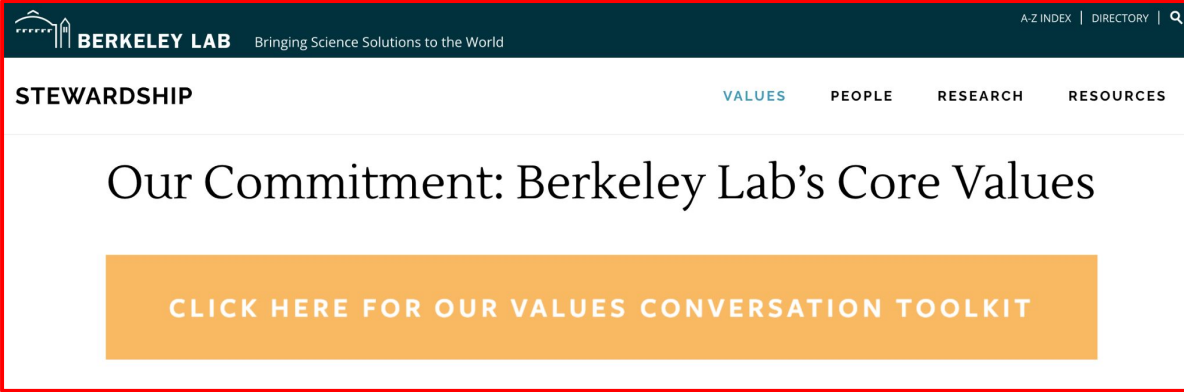 A-Z INDEX | DIRECTORY |
BERKELEY LAB Bringing Science Solutions to the World
STEWARDSHIP VALUES PEOPLE RESEARCH RESOURCES
Our Commitment: Berkeley Lab’s Core Values
CLICK HERE FOR OUR VALUES CONVERSATION TOOLKIT